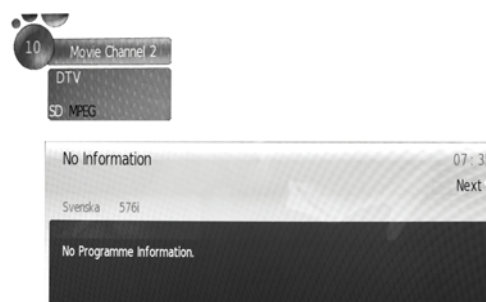 10
Movie Channel 2
DTV
SD MPEG
No Information
07 : 3
Next
Svenska 576i
No Programme Information.